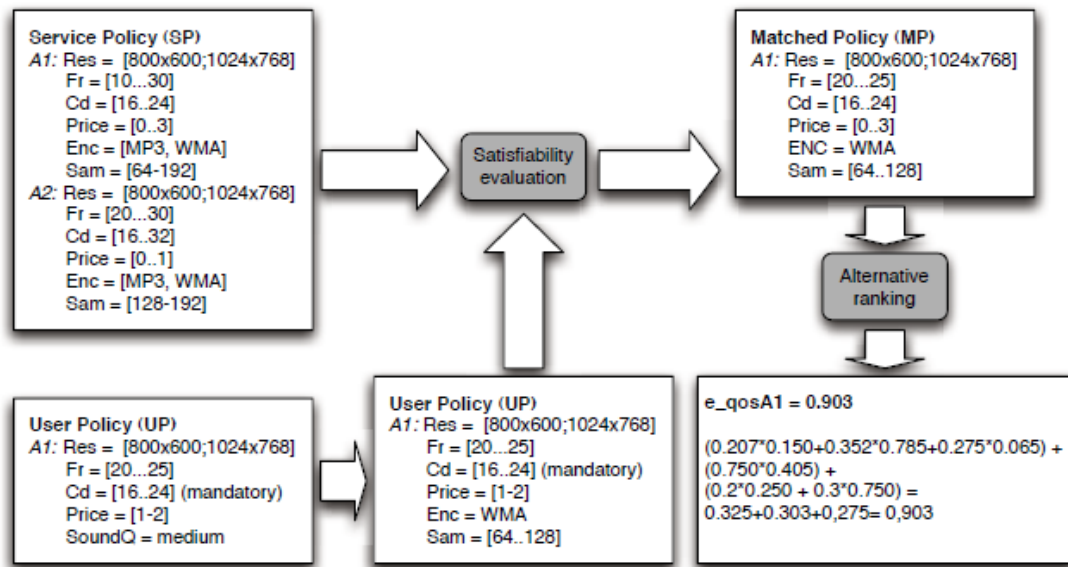 Service Policy (SP)
A1: Res = [800x600;1024x768]
Fr = [10...30]
Cd = [16..24]
Price = [0..3]
Enc = [MP3, WMA]
Sam = [64-192]
A2: Res = [800x600;1024x768]
Fr = [20...30]
Cd = [16..32]
Price = [0..1]
Enc = [MP3, WMA]
Sam = [128-192]
Satisfiability
evaluation
Matched Policy (MP)
A1: Res = [800x600;1024x768]
Fr = [20...25]
Cd = [16..24]
Price = [0..3]
ENC = WMA
Sam = [64..128]
Alternative
ranking
User Policy (UP)
A1: Res = [800x600;1024x768]
Fr = [20...25]
Cd = [16..24] (mandatory)
Price = [1-2]
SoundQ = medium
User Policy (UP)
A1: Res = [800x600;1024x768]
Fr = [20...25]
Cd = [16..24] (mandatory)
Price = [1-2]
Enc = WMA
Sam = [64..128]
e_qosA1 = 0.903
(0.207*0.150+0.352*0.785+0.275*0.065) +
(0.750*0.405) +
(0.2*0.250 + 0.3*0.750) =
0.325+0.303+0,275= 0,903